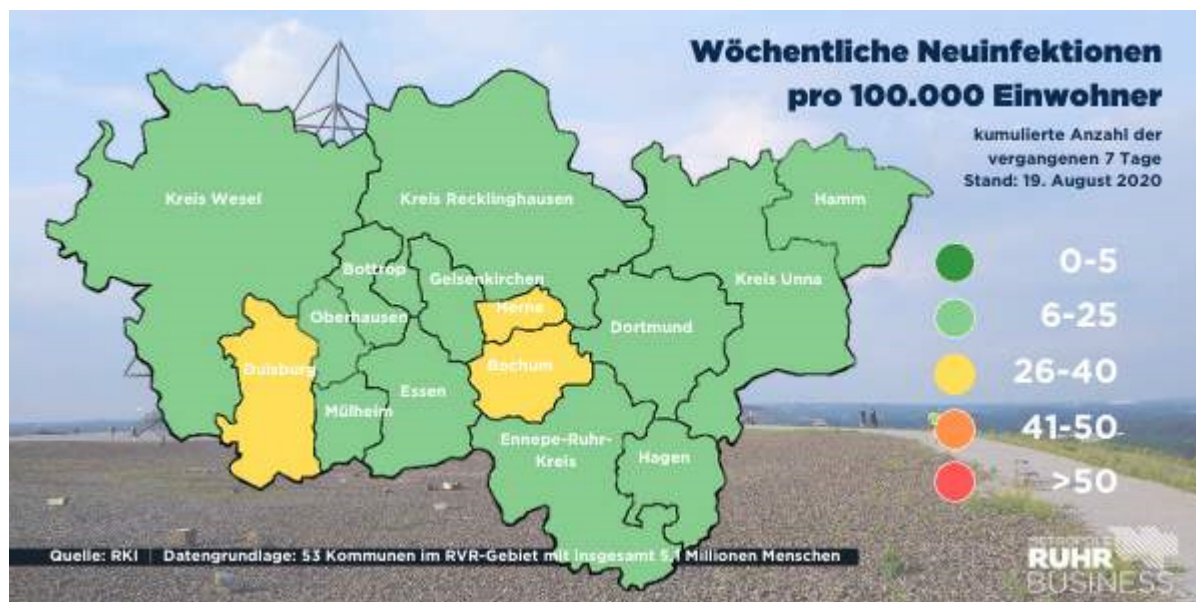 Wöchentliche Neuinfektionen
pro 100.000 Einwohner
kumulierte Anzahl der
vergangenen 7 Tage
Stand: 19. August 2020
Kreis Wesel
Kreis Recklinghausen
Hamm
Bottrop
Gelsenkirchen
Kreis Unna
Herne
Oberhausen
Dortmund
Duisburg
Bochum
Essen
Mülheim
Ennepe-Ruhr-
Kreis
Hagen
0-5
6-25
26-40
41-50
>50
Quelle: RKI | Datengrundlage: 53 Kommunen im RVR-Gebiet mit insgesamt 5,1 Millionen Menschen
METROPOLE
RUHR
BUSINESS